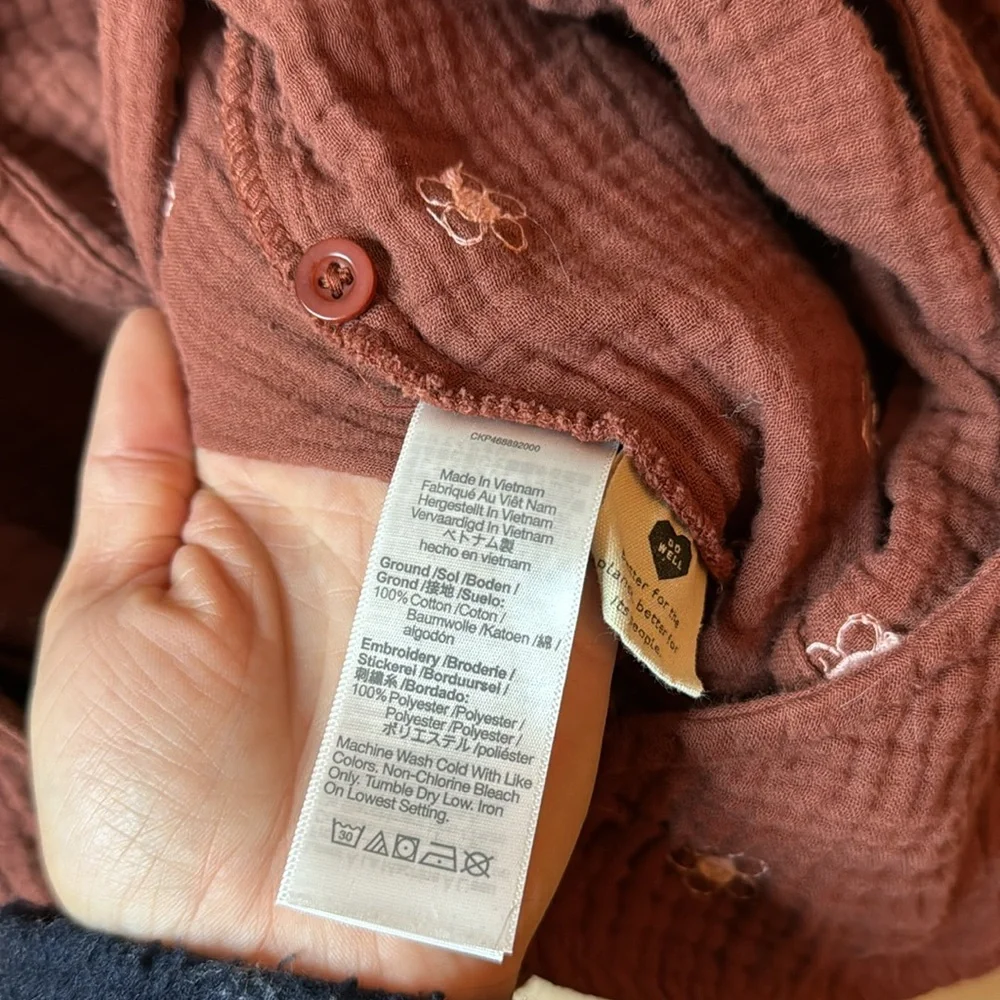 CKP468892000
Made In Vietnam
Fabriqué Au Viêt Nam
Hergestellt In Vietnam
Vervaardigd In Vietnam
ベトナム製
hecho en vietnam
Ground /Sol /Boden /
Grond /接地 /Suelo:
100% Cotton /Coton /
Baumwolle /Katoen /綿 /
algodón
Embroidery /Broderie /
Stickerei /Borduursel /
刺繍糸 /Bordado:
100% Polyester /Polyester /
Polyester /Polyester /
ポリエステル /poliéster
Machine Wash Cold With Like
Colors. Non-Chlorine Bleach
Only. Tumble Dry Low. Iron
On Lowest Setting.
30
DO
WELL
better for the
planet, better for
its people.